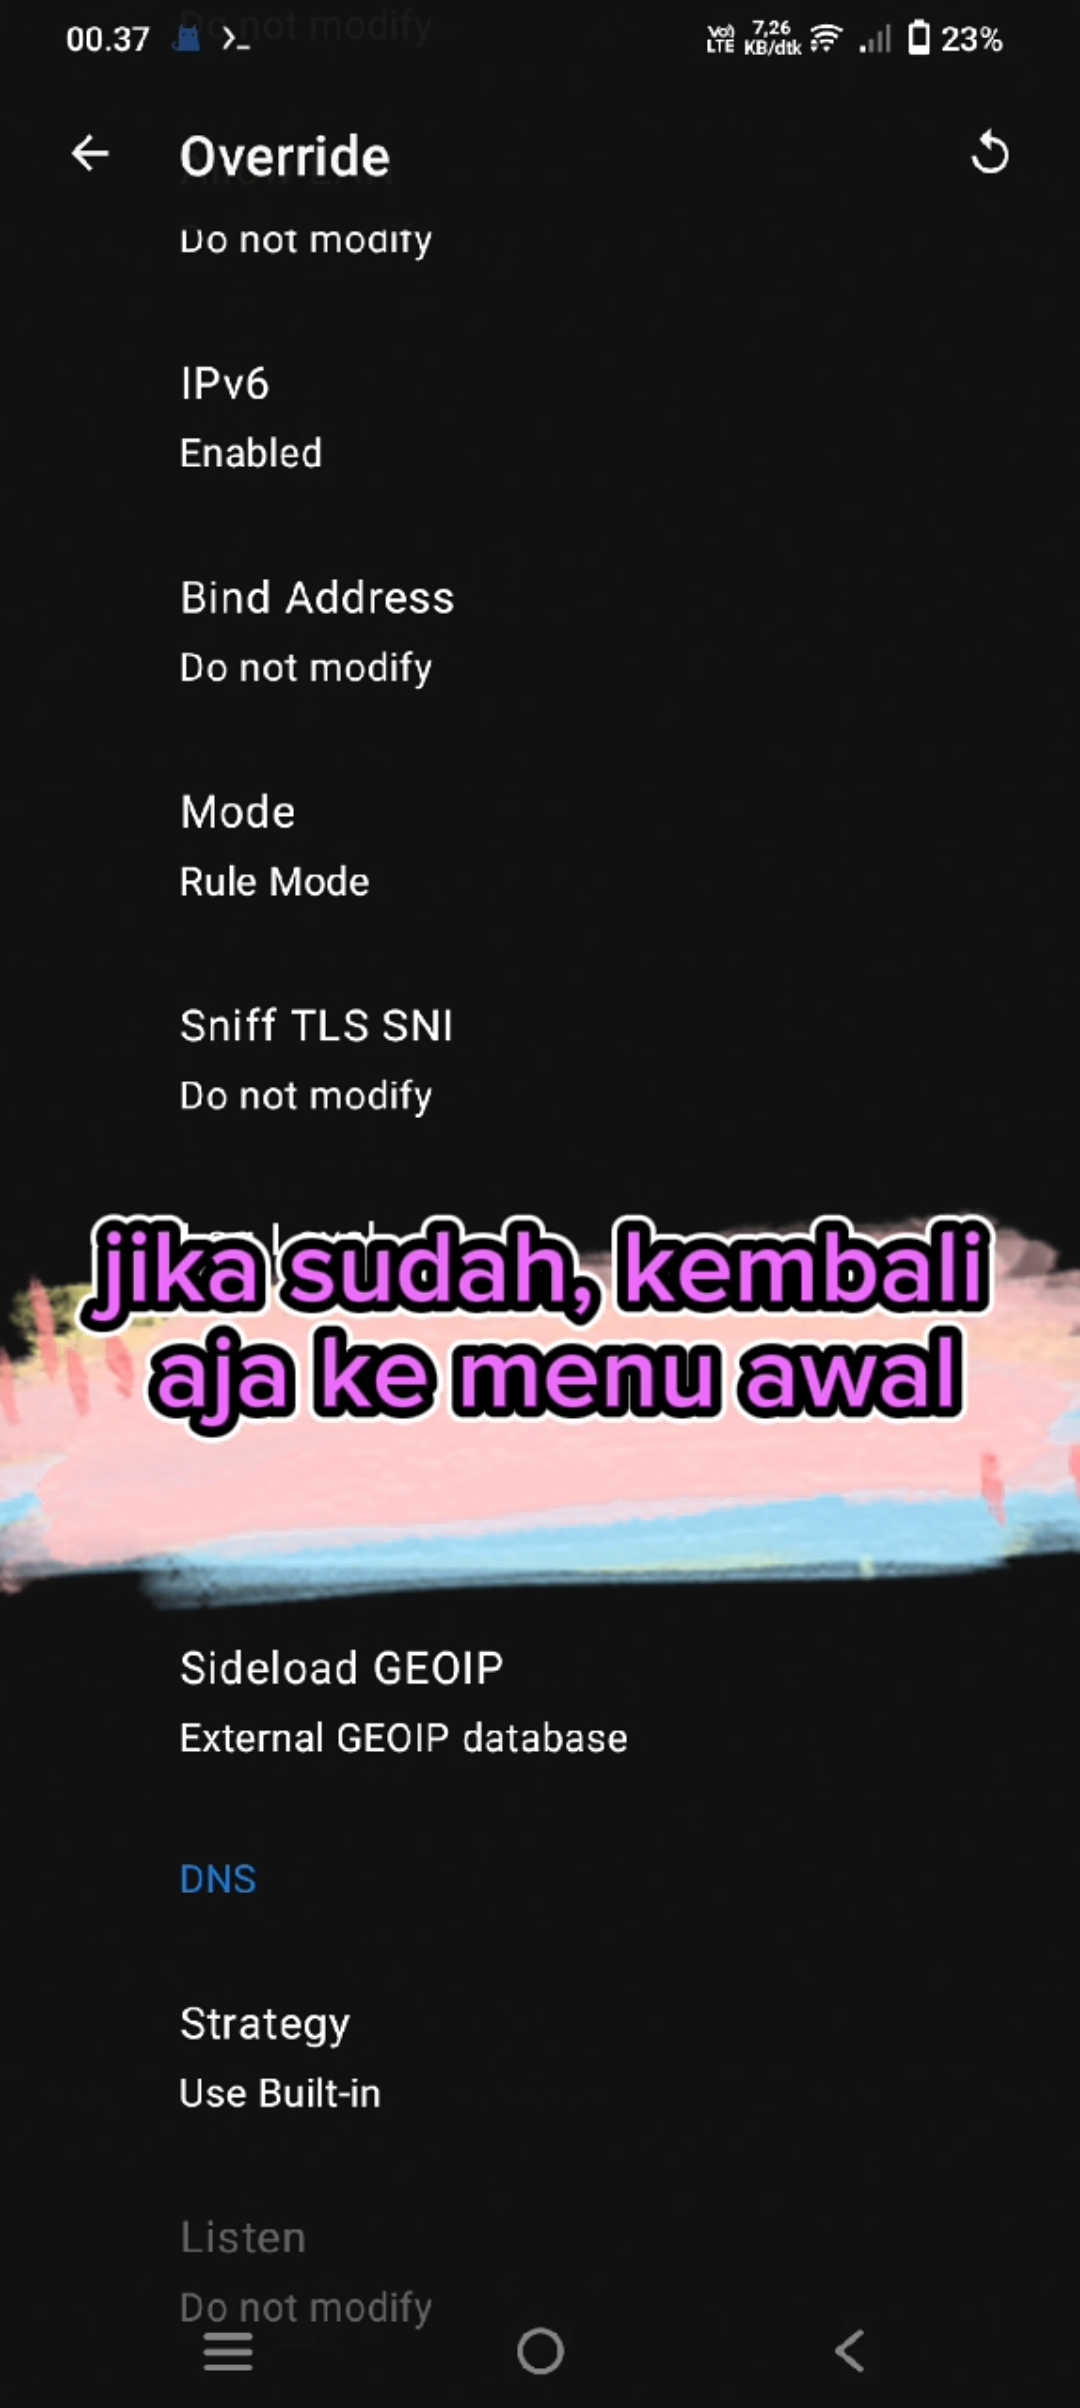 Do not modify
00.37 >_ Vo) LTE 7,26 KB/dtk 23%
Override
Do not modify
IPv6
Enabled
Bind Address
Do not modify
Mode
Rule Mode
Sniff TLS SNI
Do not modify
Log Level
jika sudah, kembali
aja ke menu awal
Sideload GEOIP
External GEOIP database
DNS
Strategy
Use Built-in
Listen
Do not modify